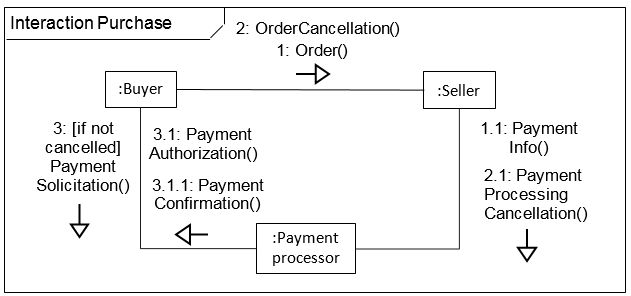 Interaction Purchase
2: OrderCancellation()
1: Order()
:Buyer
:Seller
3: [if not
cancelled]
Payment
Solicitation()
3.1: Payment
Authorization()
3.1.1: Payment
Confirmation()
1.1: Payment
Info()
2.1: Payment
Processing
Cancellation()
:Payment
processor